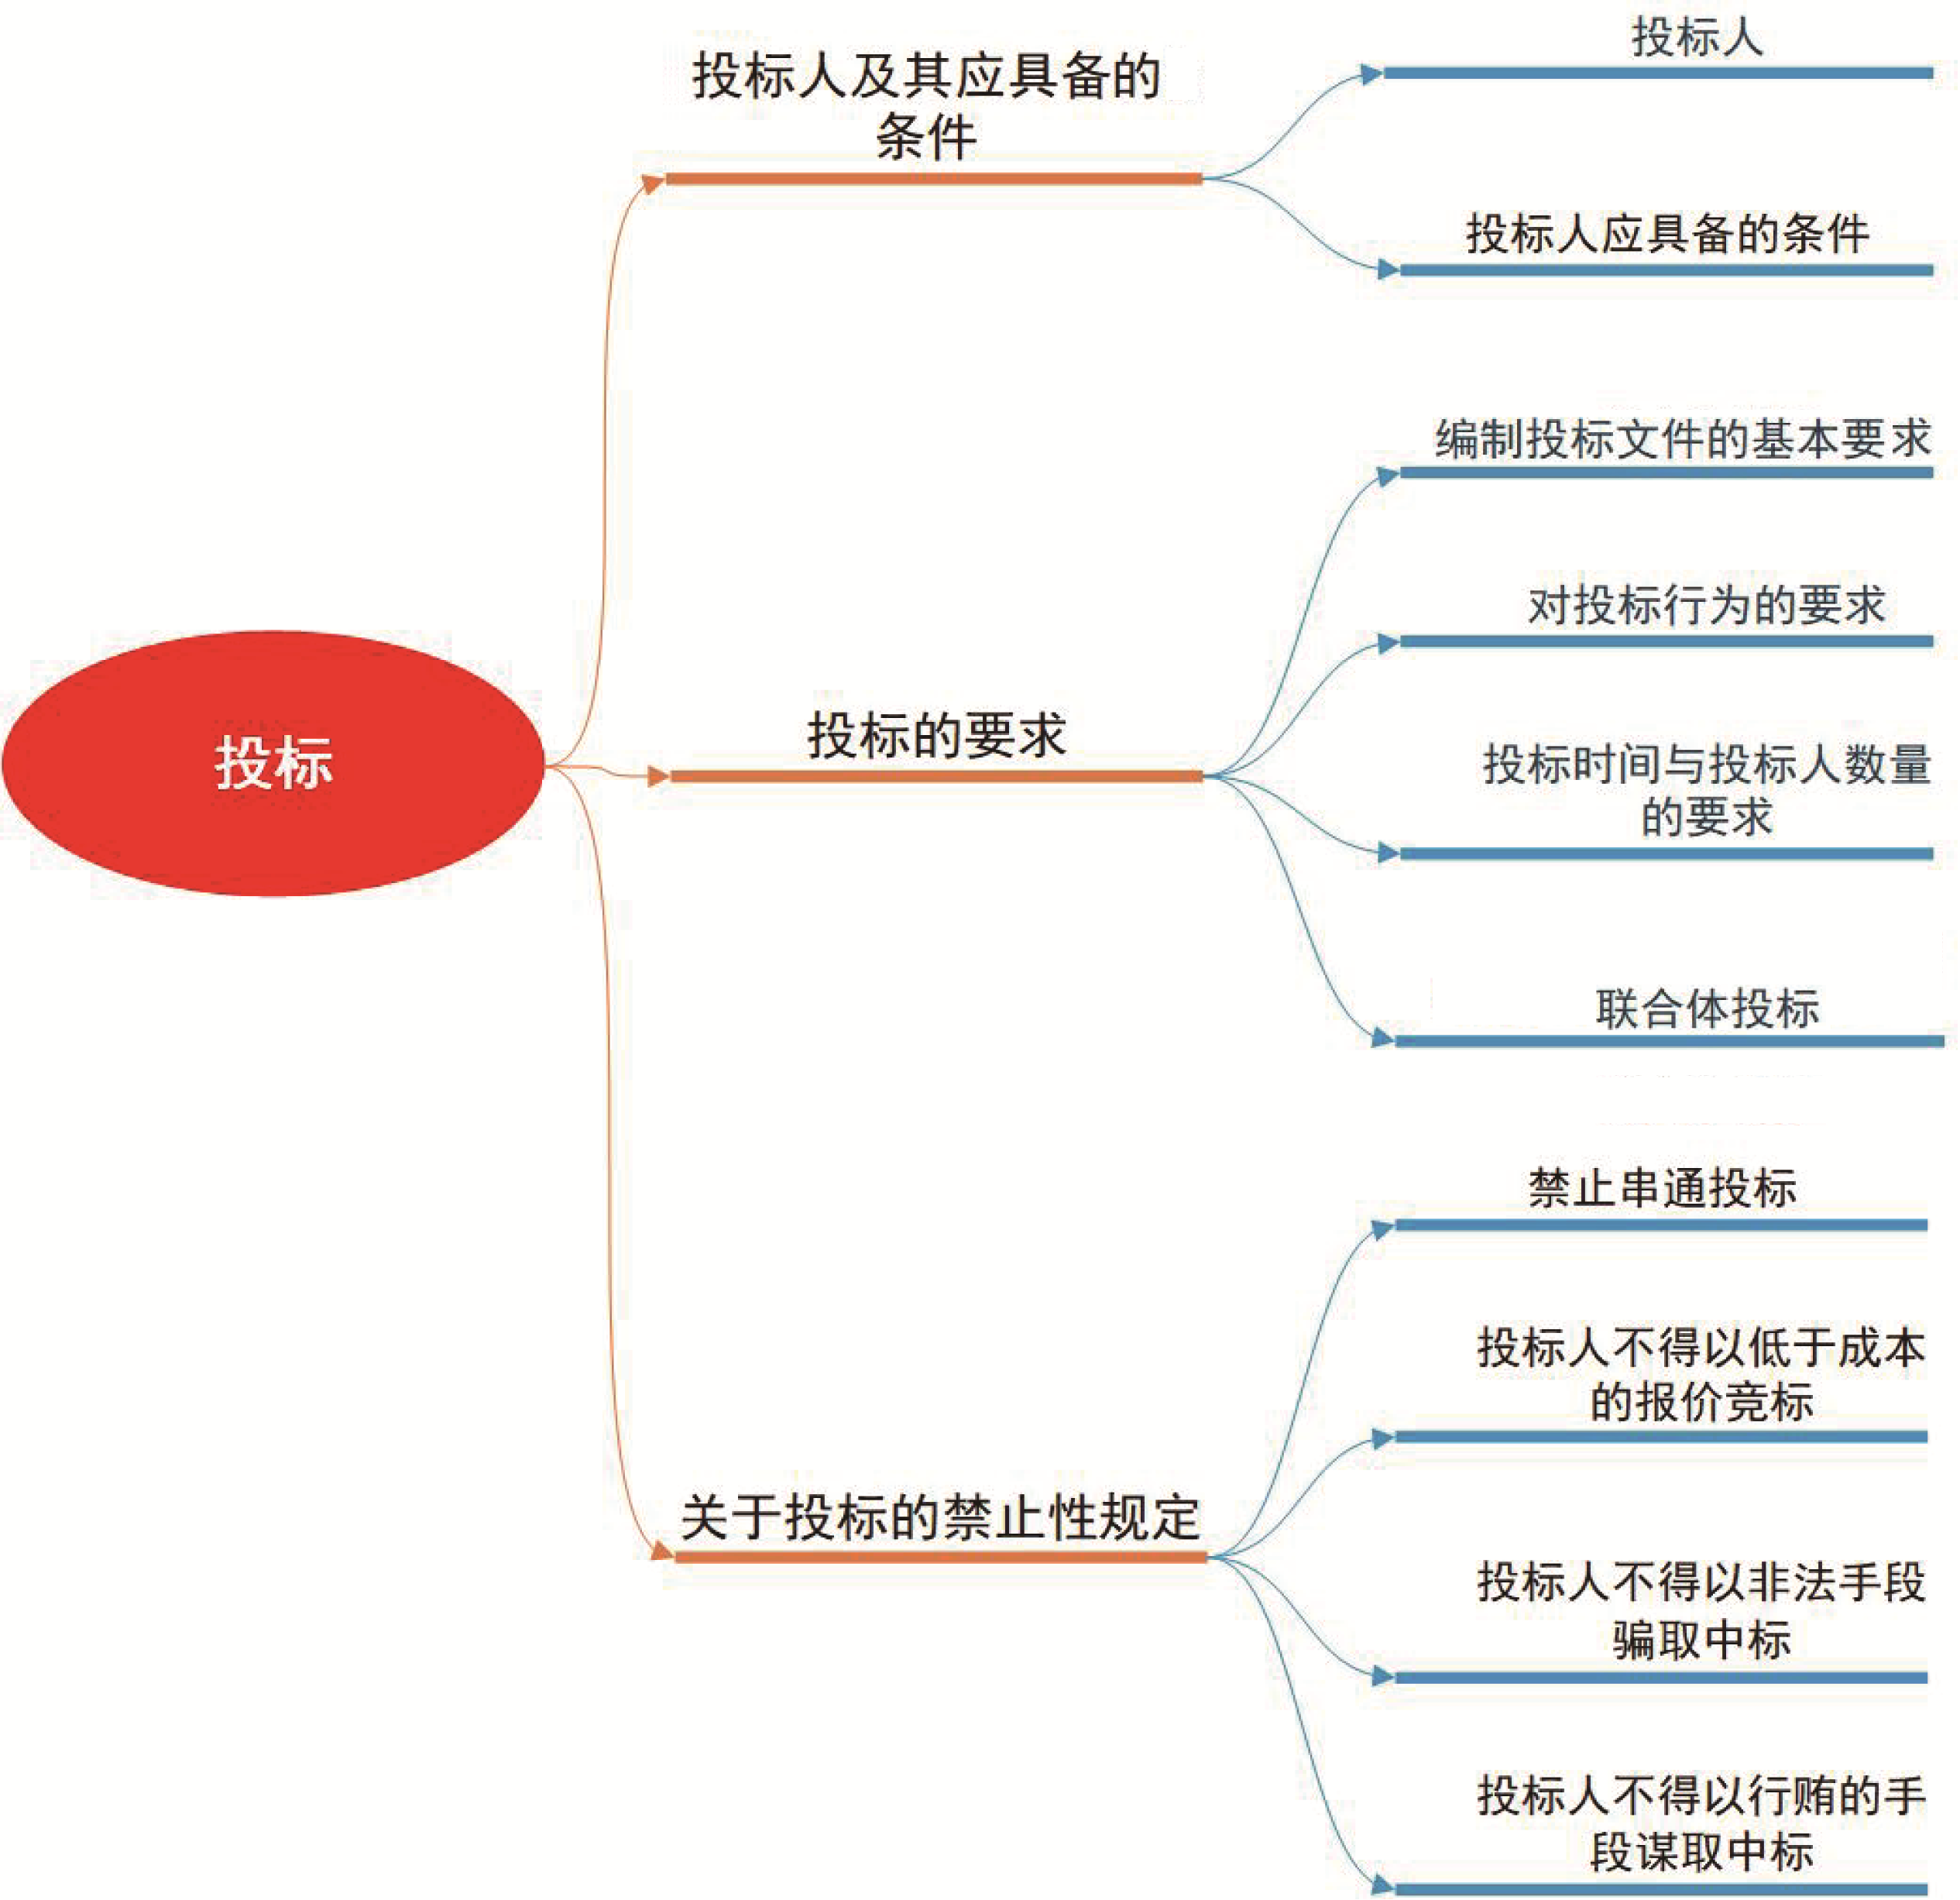 投标
投标人及其应具备的
条件
投标人
投标人应具备的条件
投标的要求
编制投标文件的基本要求
对投标行为的要求
投标时间与投标人数量
的要求
联合体投标
关于投标的禁止性规定
禁止串通投标
投标人不得以低于成本
的报价竞标
投标人不得以非法手段
骗取中标
投标人不得以行贿的手
段谋取中标